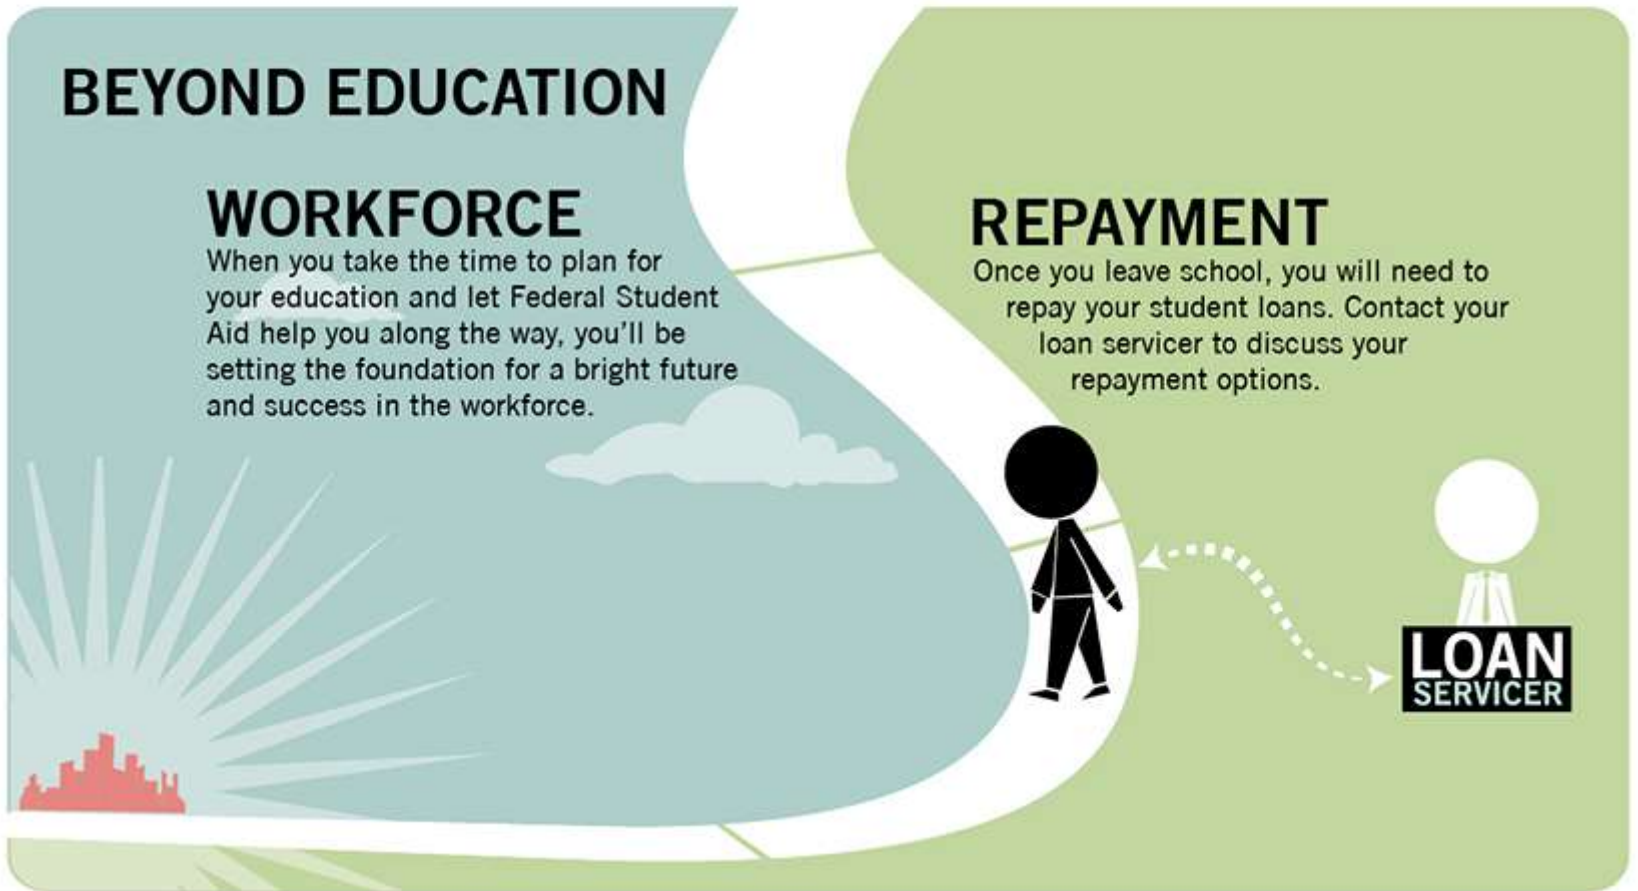 BEYOND EDUCATION
WORKFORCE
When you take the time to plan for
your education and let Federal Student
Aid help you along the way, you'll be
setting the foundation for a bright future
and success in the workforce.
REPAYMENT
Once you leave school, you will need to
repay your student loans. Contact your
loan servicer to discuss your
repayment options.
LOAN
SERVICER